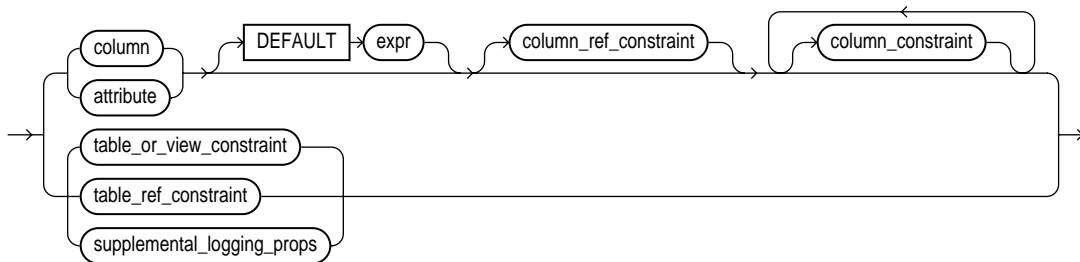 column
DEFAULT
expr
column_ref_constraint
column_constraint
attribute
table_or_view_constraint
table_ref_constraint
supplemental_logging_props